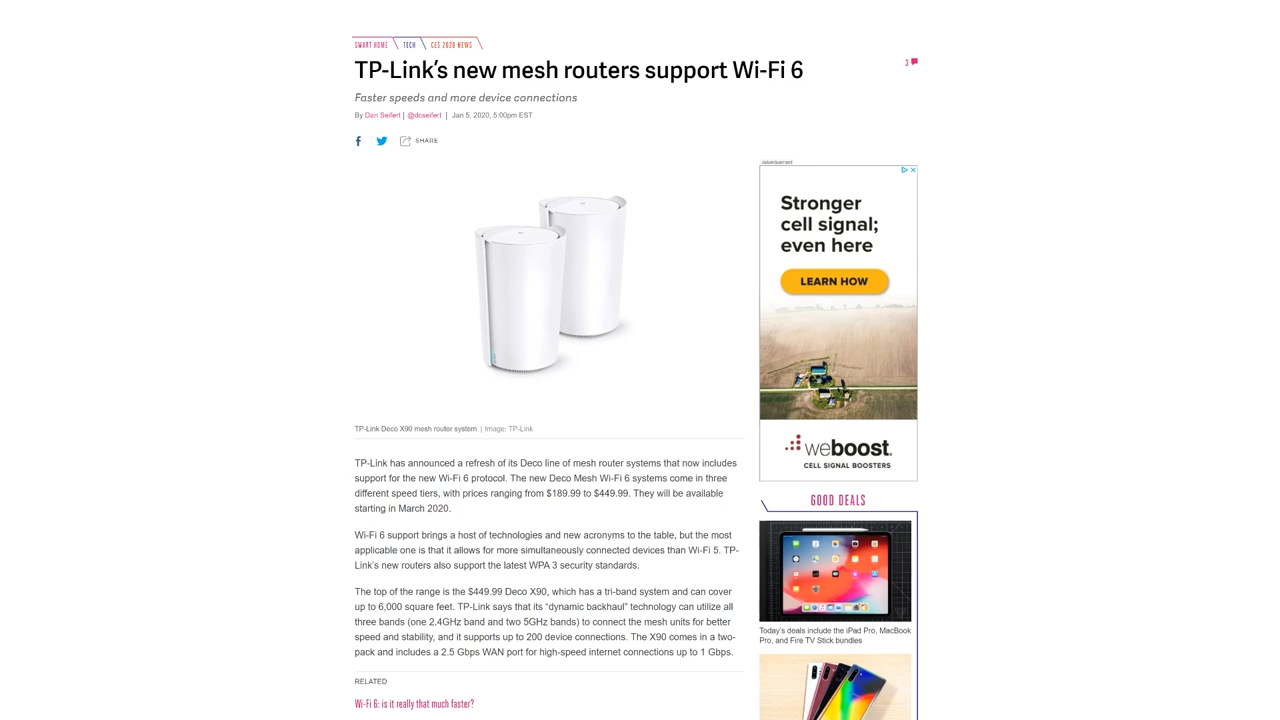 SMART HOME
TECH
CES 2020 NEWS
TP-Link's new mesh routers support Wi-Fi 6
3
Faster speeds and more device connections
By Dan Seifert | @dcseifert | Jan 5, 2020, 5:00pm EST
SHARE
Advertisement
Stronger
cell signal;
even here
LEARN HOW
weboost.
CELL SIGNAL BOOSTERS
TP-Link Deco X90 mesh router system | Image: TP-Link
TP-Link has announced a refresh of its Deco line of mesh router systems that now includes
support for the new Wi-Fi 6 protocol. The new Deco Mesh Wi-Fi 6 systems come in three
different speed tiers, with prices ranging from $189.99 to $449.99. They will be available
starting in March 2020.
Wi-Fi 6 support brings a host of technologies and new acronyms to the table, but the most
applicable one is that it allows for more simultaneously connected devices than Wi-Fi 5. TP-
Link's new routers also support the latest WPA 3 security standards.
The top of the range is the $449.99 Deco X90, which has a tri-band system and can cover
up to 6,000 square feet. TP-Link says that its “dynamic backhaul” technology can utilize all
three bands (one 2.4GHz band and two 5GHz bands) to connect the mesh units for better
speed and stability, and it supports up to 200 device connections. The X90 comes in a two-
pack and includes a 2.5 Gbps WAN port for high-speed internet connections up to 1 Gbps.
RELATED
Wi-Fi 6: is it really that much faster?
GOOD DEALS
Today's deals include the iPad Pro, MacBook
Pro, and Fire TV Stick bundles